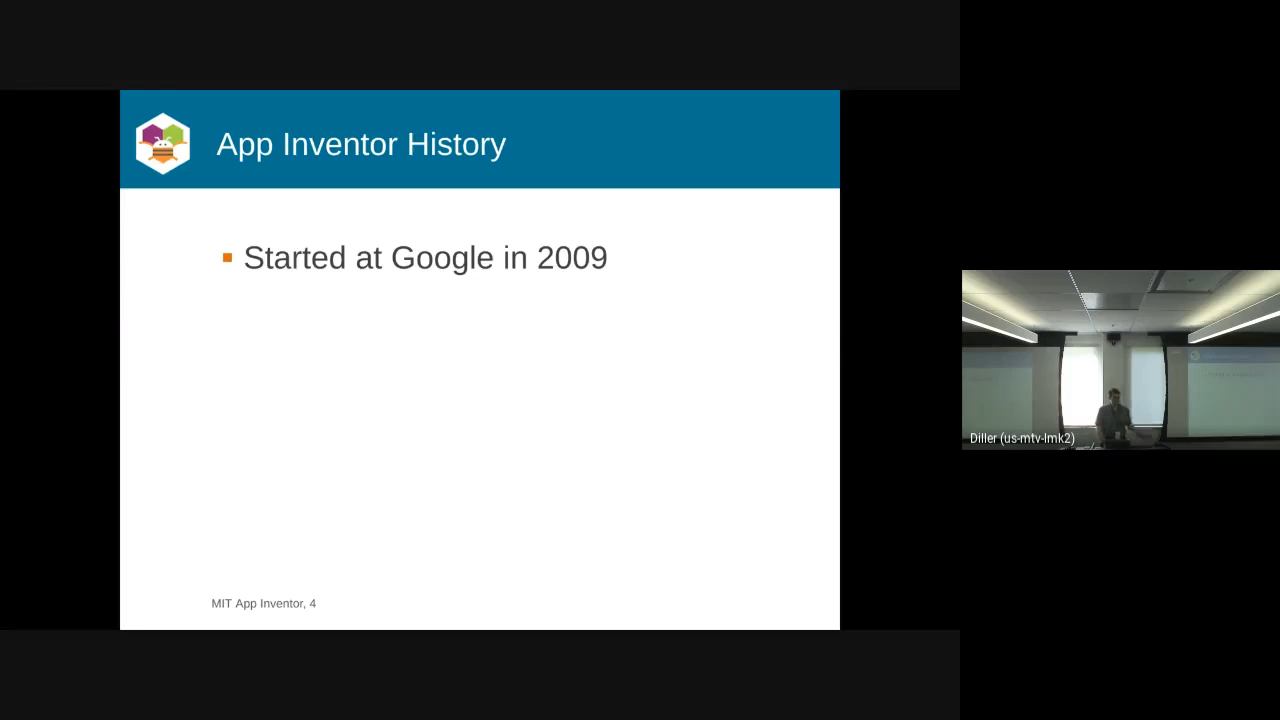 App Inventor History
Started at Google in 2009
MIT App Inventor, 4
Diller (us-mtv-lmk2)